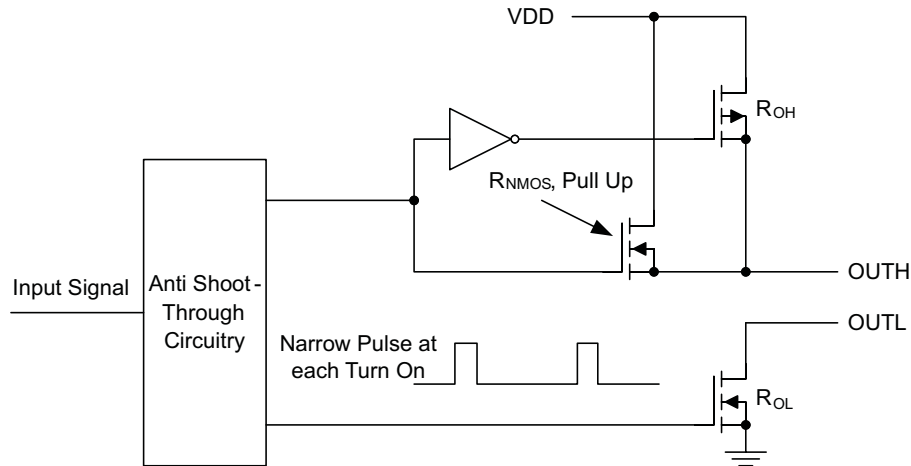 VDD
ROH
RNMOS, Pull Up
OUTH
Input Signal
Anti Shoot-
Through
Circuitry
OUTL
Narrow Pulse at
each Turn On
ROL